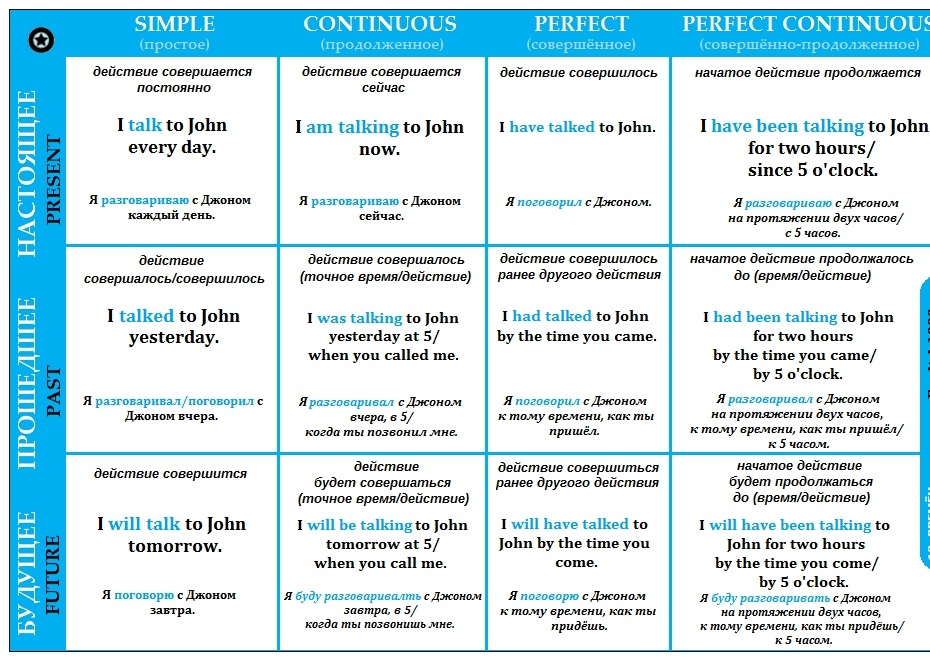 SIMPLE
(простое)
CONTINUOUS
(продолженное)
PERFECT
(совершённое)
PERFECT CONTINUOUS
(совершённо-продолженное)
НАСТОЯЩЕЕ
PRESENT
действие совершается
постоянно
I talk to John
every day.
Я разговариваю с Джоном
каждый день.
действие совершается
сейчас
I am talking to John
now.
Я разговариваю с Джоном
сейчас.
действие совершилось
I have talked to John.
Я поговорил с Джоном.
начатое действие продолжается
I have been talking to John
for two hours/
since 5 o'clock.
Я разговариваю с Джоном
на протяжении двух часов/
с 5 часов.
ПРОШЕДШЕЕ
PAST
действие
совершалось/совершилось
I talked to John
yesterday.
Я разговаривал/поговорил с
Джоном вчера.
действие совершалось
(точное время/действие)
I was talking to John
yesterday at 5/
when you called me.
Я разговаривал с Джоном
вчера, в 5/
когда ты позвонил мне.
действие совершилось
ранее другого действия
I had talked to John
by the time you came.
Я поговорил с Джоном
к тому времени, как ты
пришёл.
начатое действие продолжалось
до (время/действие)
I had been talking to John
for two hours
by the time you came/
by 5 o'clock.
Я разговаривал с Джоном
на протяжении двух часов,
к тому времени, как ты пришёл/
к 5 часом.
БУДУЩЕЕ
FUTURE
действие совершится
I will talk to John
tomorrow.
Я поговорю с Джоном
завтра.
действие
будет совершаться
(точное время/действие)
I will be talking to John
tomorrow at 5/
when you call me.
Я буду разговаривалть с Джоном
завтра, в 5/
когда ты позвонишь мне.
действие совершиться
ранее другого действия
I will have talked to
John by the time you
come.
Я поговорю с Джоном
к тому времени, как ты
придёшь.
начатое действие
будет продолжаться
до (время/действие)
I will have been talking to
John for two hours
by the time you come/
by 5 o'clock.
Я буду разговаривать с Джоном
на протяжении двух часов,
к тому времени, как ты придёшь/
к 5 часом.